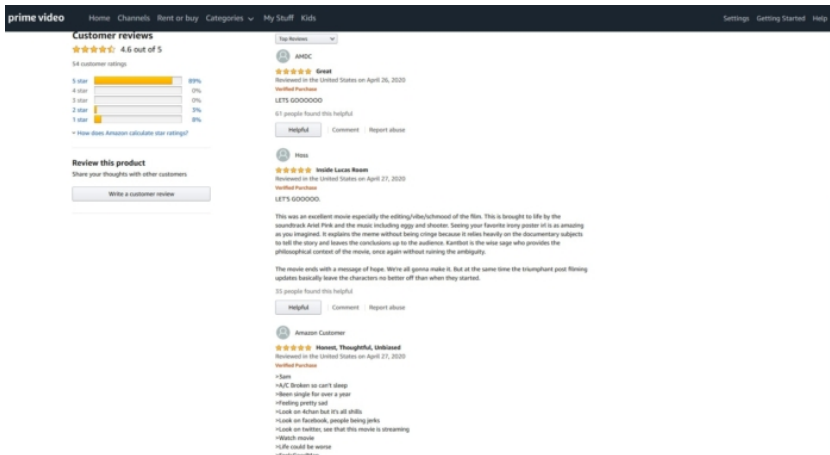 prime video Home Channels Rent or buy Categories My Stuff Kids Settings Getting Started Help
Customer reviews
4.6 out of 5
54 customer ratings
5 star 89%
4 star 0%
3 star 0%
2 star 3%
1 star 8%
How does Amazon calculate star ratings?
Review this product
Share your thoughts with other customers
Write a customer review
Top Reviews
AMDC
Great
Reviewed in the United States on April 26, 2020
Verified Purchase
LETS GOOOOOO
61 people found this helpful
Helpful | Comment | Report abuse
Hoss
Inside Lucas Room
Reviewed in the United States on April 27, 2020
Verified Purchase
LET'S GOOOOO.
This was an excellent movie especially the editing/vibe/schmood of the film. This is brought to life by the
soundtrack Ariel Pink and the music including eggy and shooter. Seeing your favorite irony poster irl is as amazing
as you imagined. It explains the meme without being cringe because it relies heavily on the documentary subjects
to tell the story and leaves the conclusions up to the audience. Kantbot is the wise sage who provides the
philosophical context of the movie, once again without ruining the ambiguity.
The movie ends with a message of hope. We're all gonna make it. But at the same time the triumphant post filming
updates basically leave the characters no better off than when they started.
35 people found this helpful
Helpful | Comment | Report abuse
Amazon Customer
Honest, Thoughtful, Unbiased
Reviewed in the United States on April 27, 2020
Verified Purchase
>3am
>A/C Broken so can't sleep
>Been single for over a year
>Feeling pretty sad
>Look on 4chan but it's all shills
>Look on facebook, people being jerks
>Look on twitter, see that this movie is streaming
>Watch movie
>Life could be worse